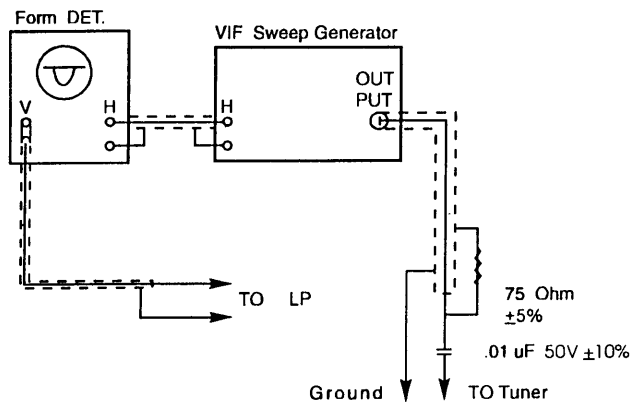 Form DET.
VIF Sweep Generator
V
H
H
OUT
PUT
TO LP
75 Ohm
±5%
.01 uF 50V ±10%
Ground
TO Tuner